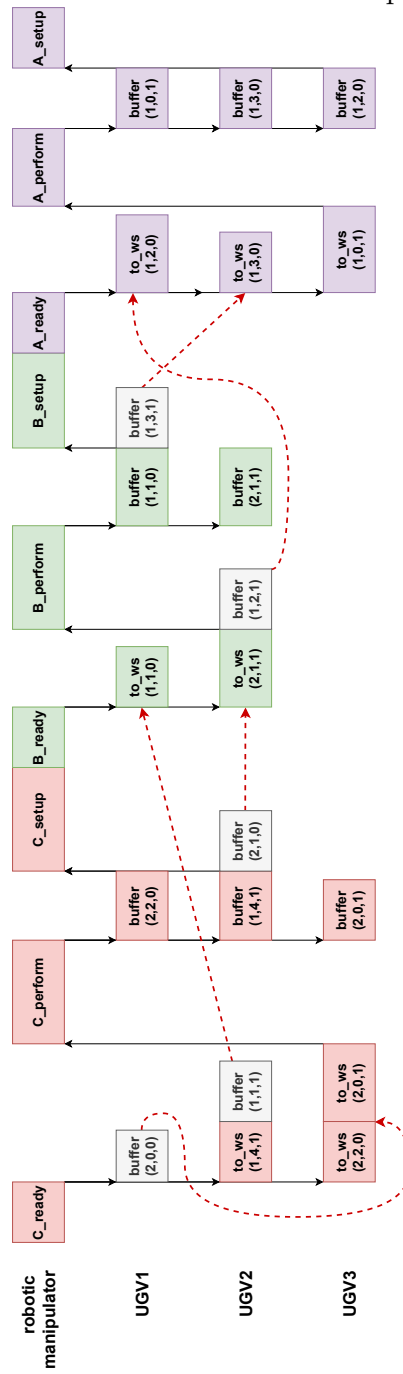 robotic
manipulator
C_ready
C_perform
C_setup
B_ready
B_perform
B_setup
A_ready
A_perform
A_setup
UGV1
buffer
(2,0,0)
buffer
(2,2,0)
to_ws
(1,1,0)
buffer
(1,1,0)
buffer
(1,3,1)
to_ws
(1,2,0)
buffer
(1,0,1)
UGV2
to_ws
(1,4,1)
buffer
(1,1,1)
buffer
(1,4,1)
buffer
(2,1,0)
to_ws
(2,1,1)
buffer
(1,2,1)
buffer
(2,1,1)
to_ws
(1,3,0)
buffer
(1,3,0)
UGV3
to_ws
(2,2,0)
to_ws
(2,0,1)
buffer
(2,0,1)
to_ws
(1,0,1)
buffer
(1,2,0)